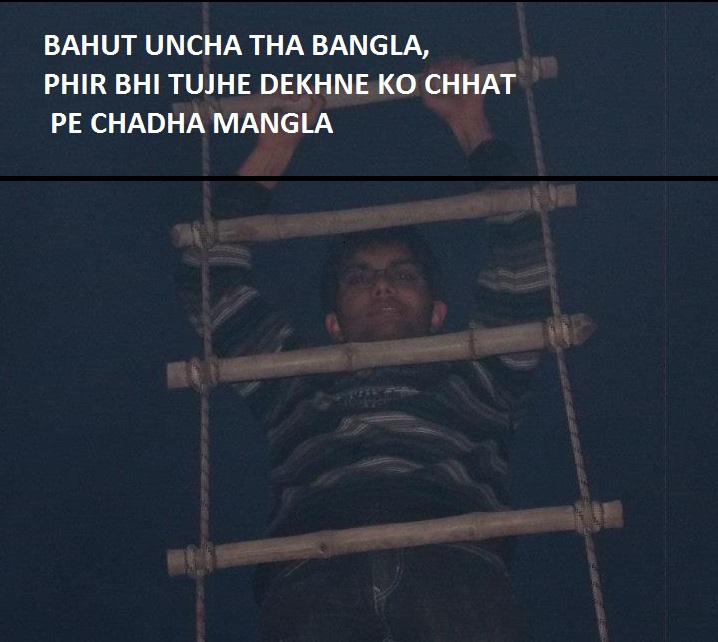 BAHUT UNCHA THA BANGLA,
PHIR BHI TUJHE DEKHNE KO CHHAT
PE CHADHA MANGLA